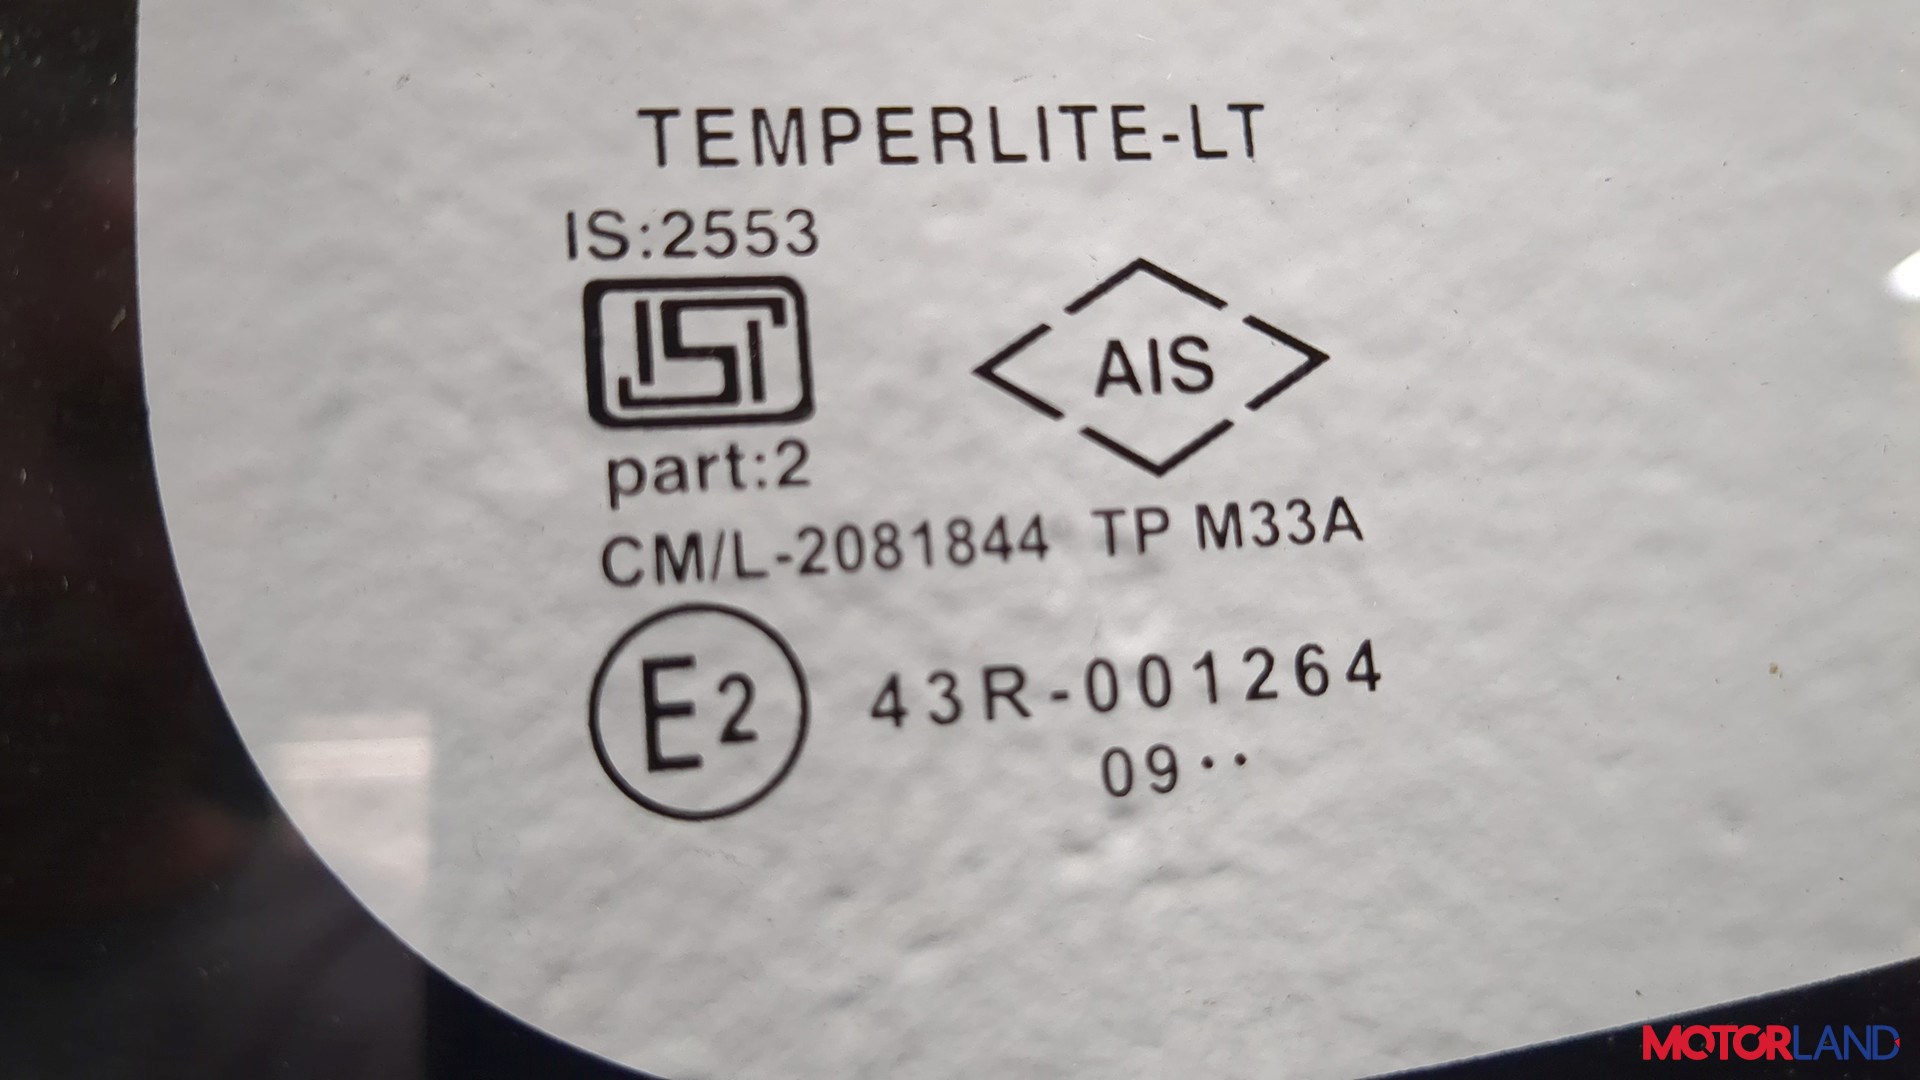 TEMPERLITE-LT
IS:2553
ISI
AIS
part:2
CM/L-2081844 TP M33A
E2 43R-001264
09··
MOTORLAND